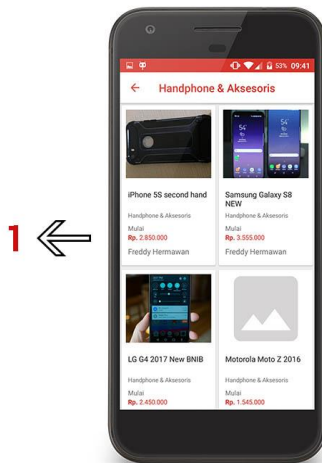 53% 09:41
Handphone & Aksesoris
iPhone 5S second hand
Handphone & Aksesoris
Mulai
Rp. 2.850.000
Freddy Hermawan
54°
54°
Samsung Galaxy S8
NEW
Handphone & Aksesoris
Mulai
Rp. 3.555.000
Freddy Hermawan
1
LG G4 2017 New BNIB
Handphone & Aksesoris
Mulai
Rp. 2.450.000
Motorola Moto Z 2016
Handphone & Aksesoris
Mulai
Rp. 1.545.000